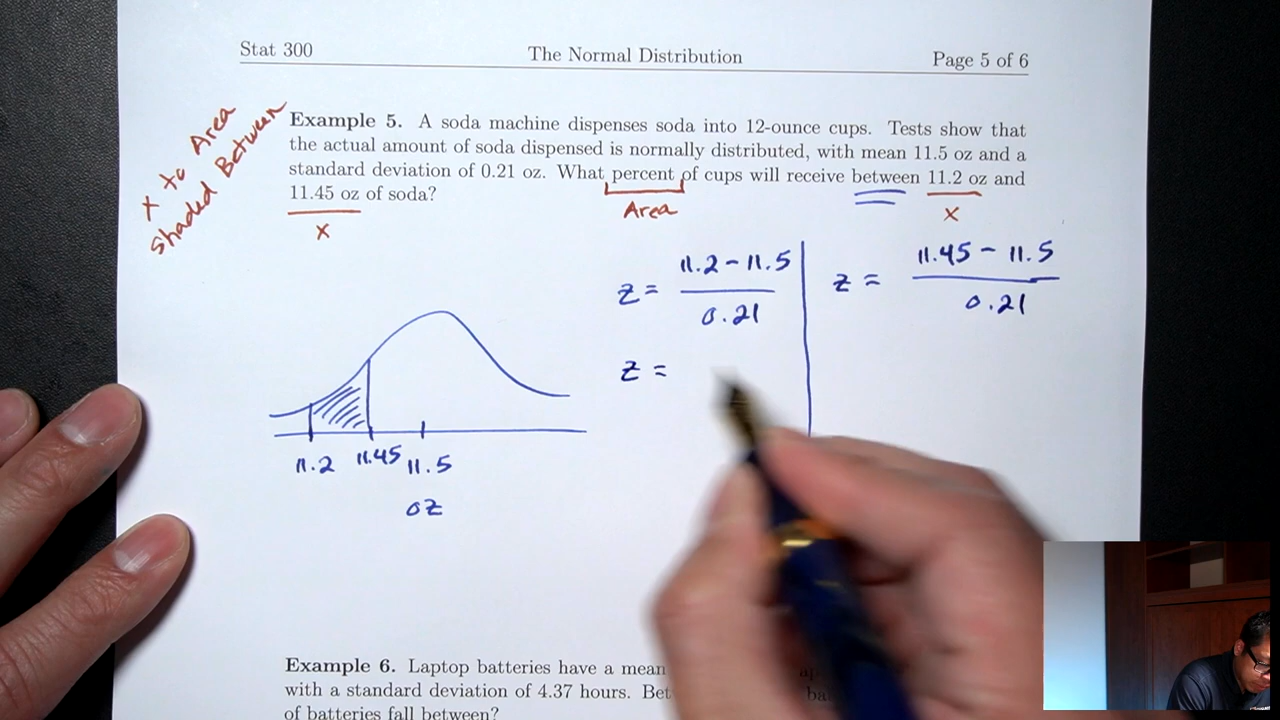 Stat 300 The Normal Distribution Page 5 of 6
x to Area
Shaded Between
Example 5. A soda machine dispenses soda into 12-ounce cups. Tests show that
the actual amount of soda dispensed is normally distributed, with mean 11.5 oz and a
standard deviation of 0.21 oz. What percent of cups will receive between 11.2 oz and
11.45 oz of soda?
Area
x
x
z = 11.2 - 11.5
0.21
z = 11.45 - 11.5
0.21
z =
11.2 11.45 11.5
oz
Example 6. Laptop batteries have a mean
with a standard deviation of 4.37 hours.
of batteries fall between?